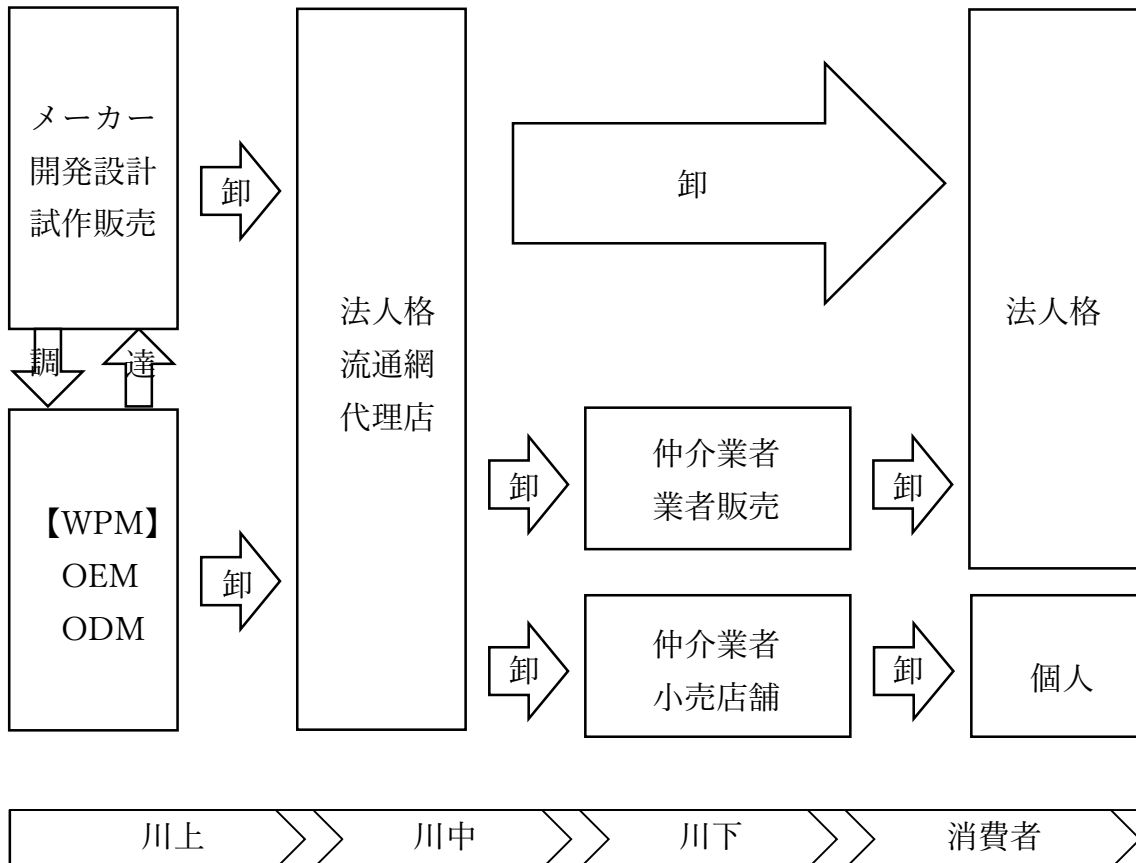 メーカー
開発設計
試作販売
卸
調
達
【WPM】
OEM
ODM
卸
法人格
流通網
代理店
卸
卸
仲介業者
業者販売
卸
卸
仲介業者
小売店舗
卸
法人格
個人
川上
川中
川下
消費者